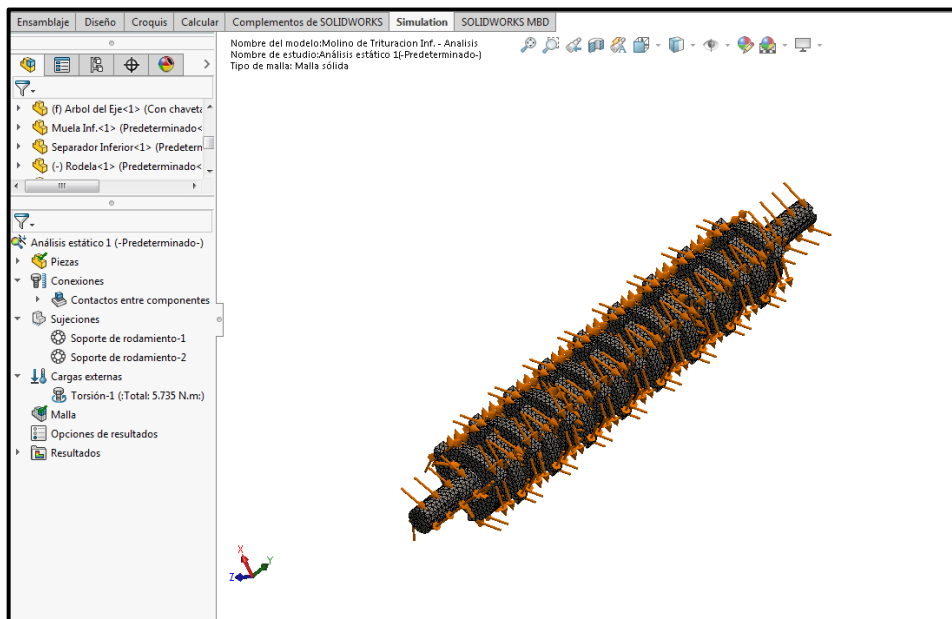 Ensamblaje Diseño Croquis Calcular Complementos de SOLIDWORKS Simulation SOLIDWORKS MBD
Nombre del modelo:Molino de Trituracion Inf. - Analisis
Nombre de estudio:Análisis estático 1(-Predeterminado-)
Tipo de malla: Malla sólida
(f) Arbol del Eje<1> (Con chaveta
Muela Inf.<1> (Predeterminado<
Separador Inferior<1> (Predetern
(-) Rodela<1> (Predeterminado<
Análisis estático 1 (-Predeterminado-)
Piezas
Conexiones
Contactos entre componentes
Sujeciones
Soporte de rodamiento-1
Soporte de rodamiento-2
Cargas externas
Torsión-1 (:Total: 5.735 N.m:)
Malla
Opciones de resultados
Resultados
X
Y
Z